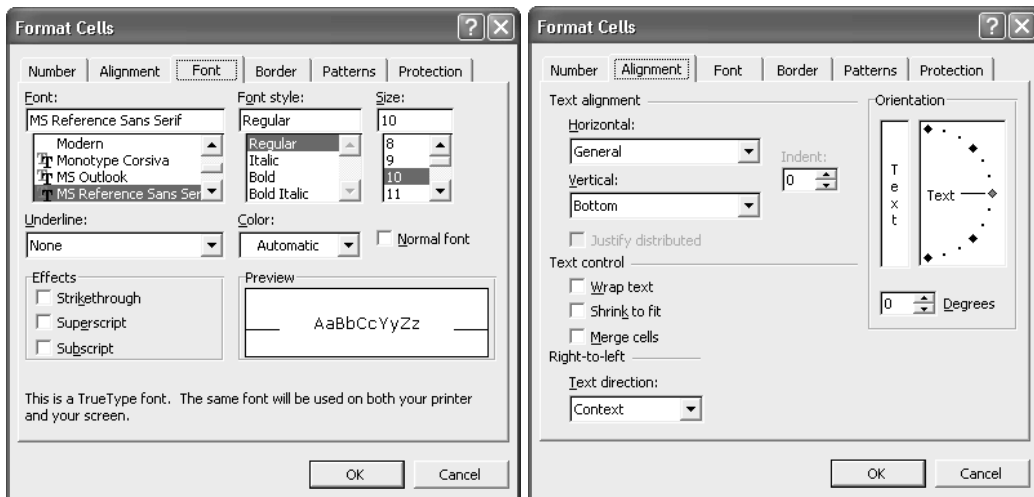 Format Cells
Number Alignment Font Border Patterns Protection
Font: Font style: Size:
MS Reference Sans Serif Regular 10
Modern Regular 8
Monotype Corsiva Italic 9
MS Outlook Bold 10
MS Reference Sans Ser Bold Italic 11
Underline: Color:
None Automatic Normal font
Effects Preview
Strikethrough
Superscript AaBbCcYyZz
Subscript
This is a TrueType font. The same font will be used on both your printer
and your screen.
OK Cancel
Format Cells
Number Alignment Font Border Patterns Protection
Text alignment
Horizontal:
General Indent:
Vertical: 0
Bottom
Justify distributed
Text control
Wrap text
Shrink to fit
Merge cells
Right-to-left
Text direction:
Context
Orientation
Text
Text
0 Degrees
OK Cancel